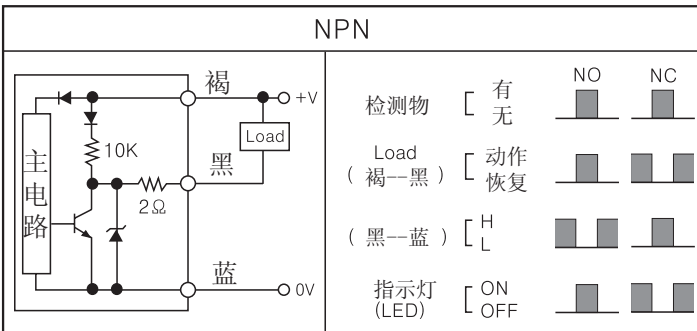 NPN
褐
+V
Load
10K
黑
2Ω
主电路
蓝
0V
NO NC
检测物 有 无
Load (褐--黑) 动作 恢复
(黑--蓝) H L
指示灯 (LED) ON OFF